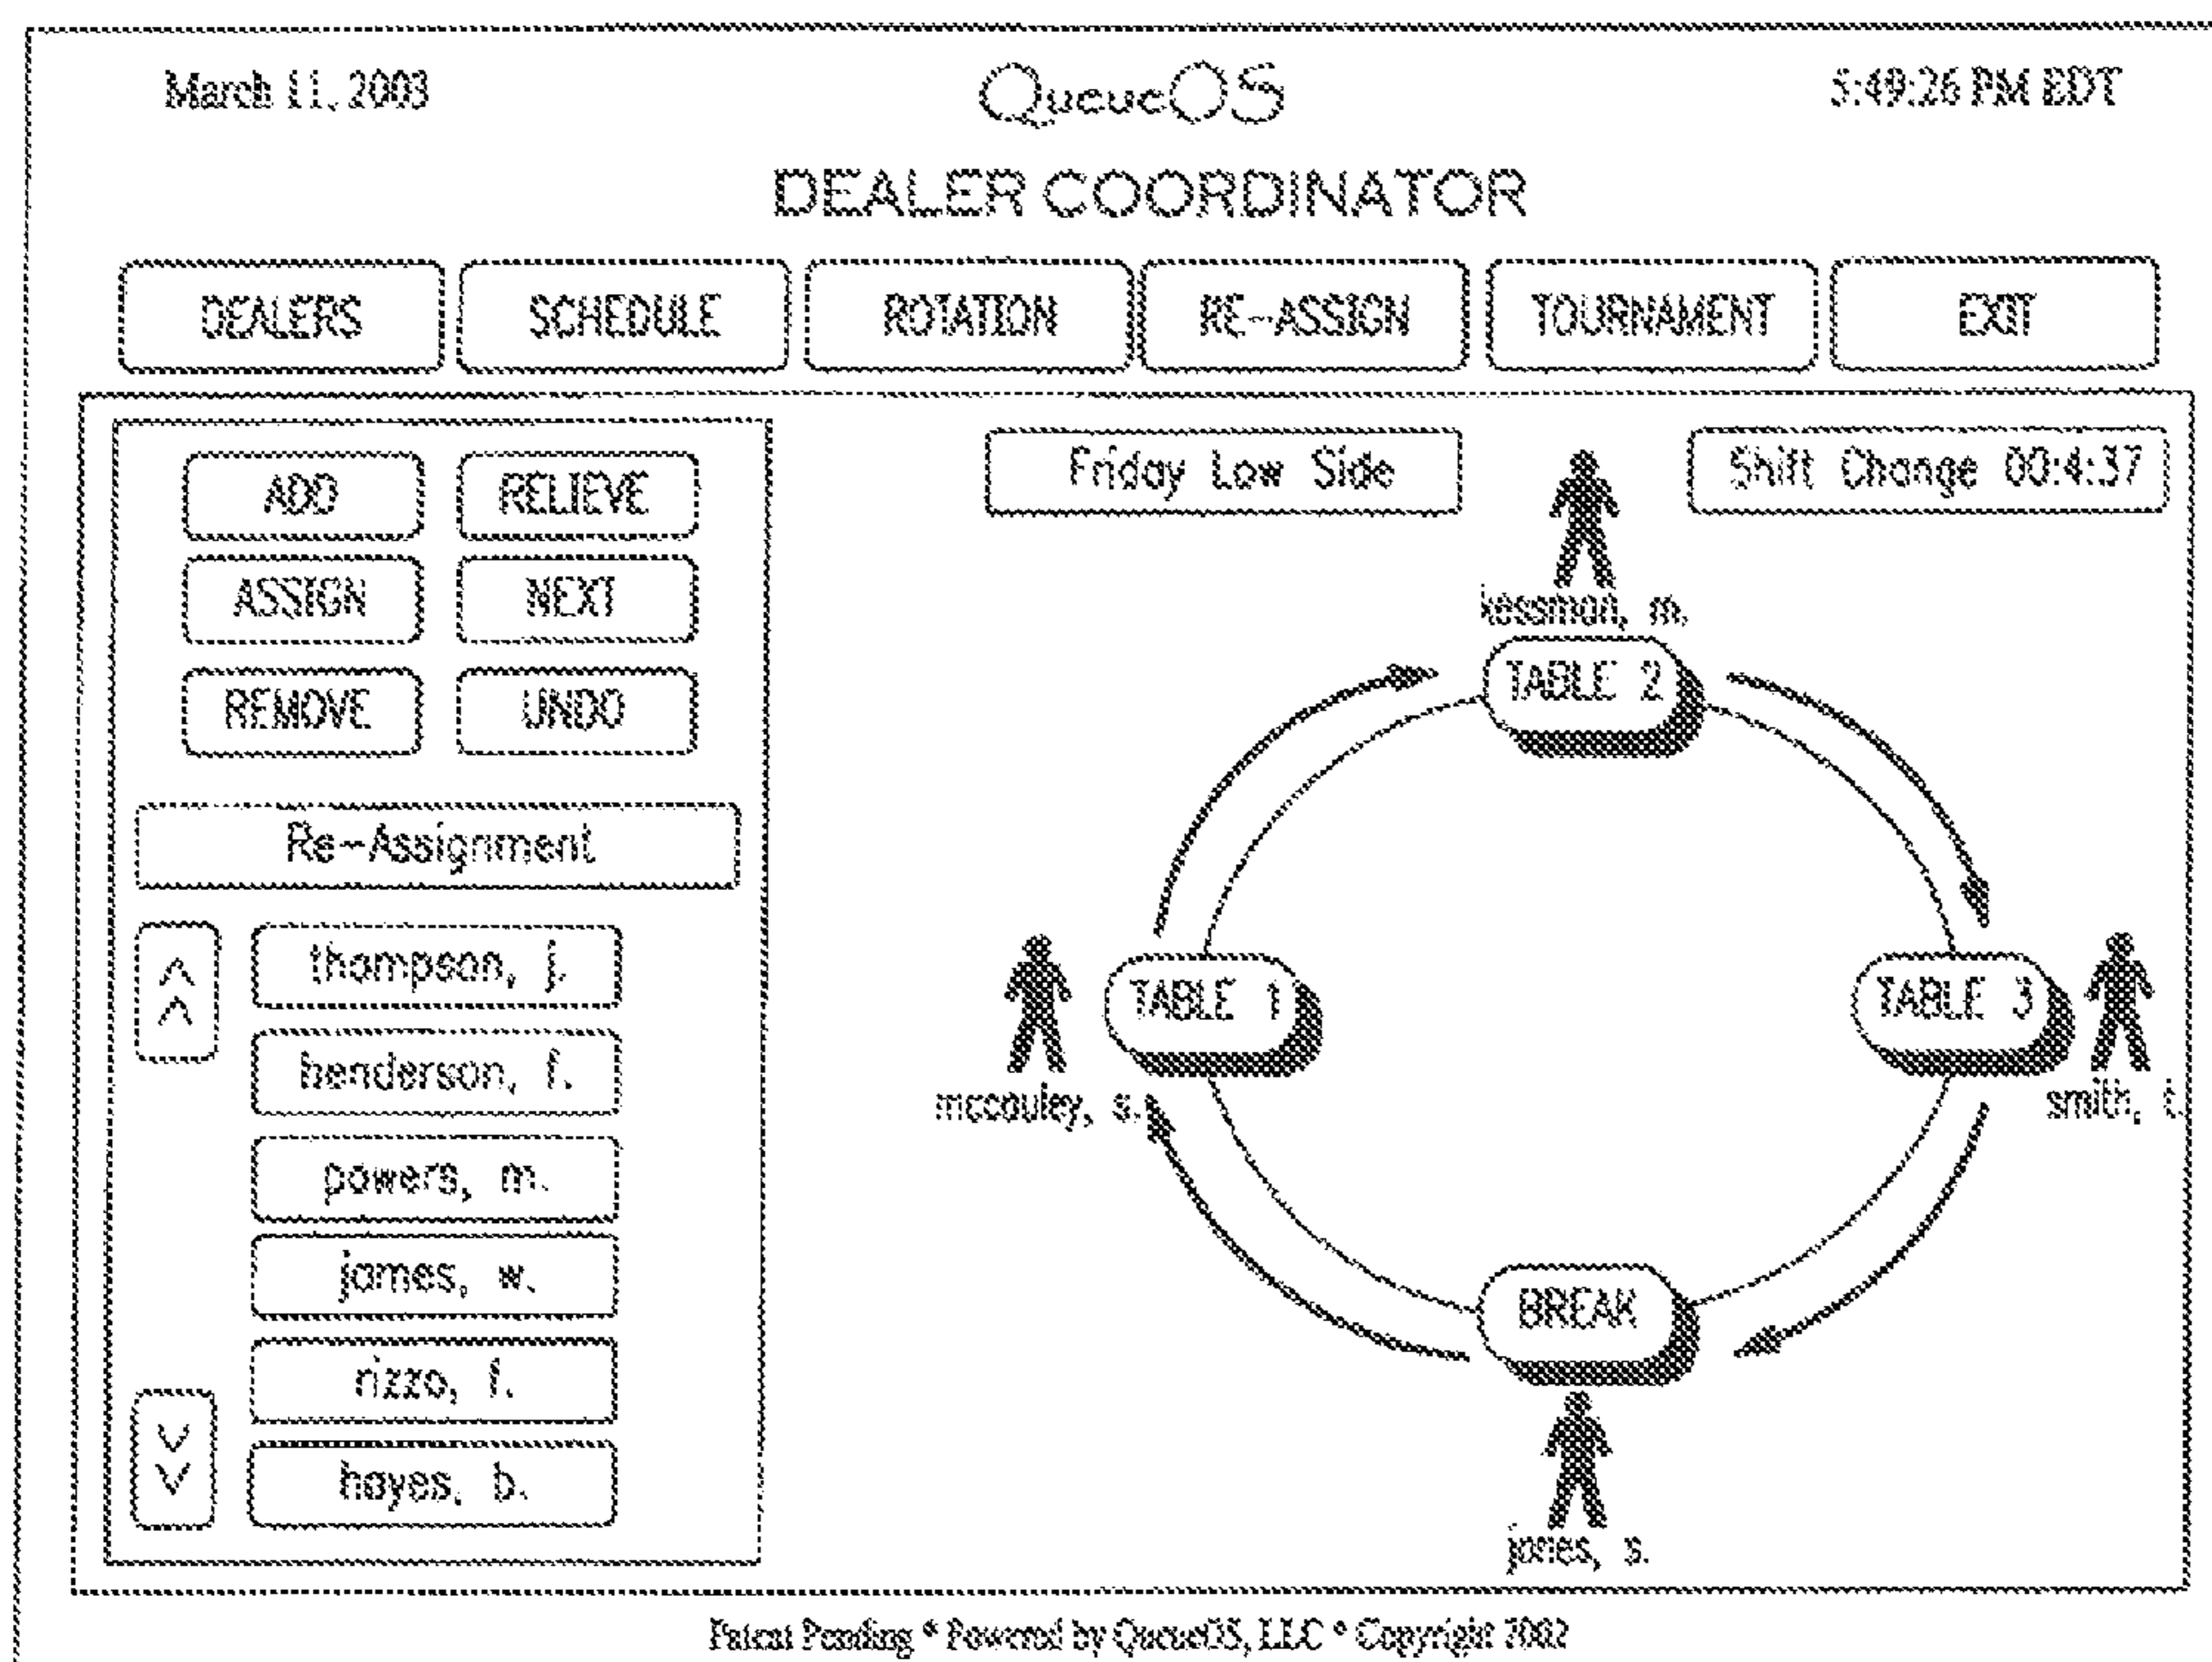 March 11, 2003
QueueOS
5:49:26 PM EDT
DEALER COORDINATOR
DEALERS
SCHEDULE
ROTATION
RE-ASSIGN
TOURNAMENT
EXIT
ADD
RELIEVE
ASSIGN
NEXT
REMOVE
UNDO
Re-Assignment
thompson, j.
henderson, f.
powers, m.
james, w.
rizzo, f.
hayes, b.
Friday Low Side
Shift Change 00:4:37
kessman, m.
TABLE 2
TABLE 1
TABLE 3
mccauley, s.
smith, t.
BREAK
jones, s.
Patent Pending * Powered by QueueOS, LLC * Copyright 2002